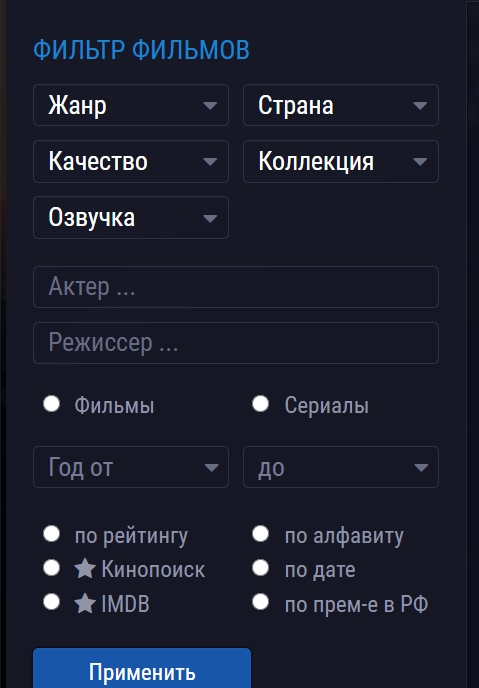 ФИЛЬТР ФИЛЬМОВ
Жанр Страна
Качество Коллекция
Озвучка
Актер ...
Режиссер ...
Фильмы Сериалы
Год от до
по рейтингу по алфавиту
Кинопоиск по дате
IMDB по прем-е в РФ
Применить